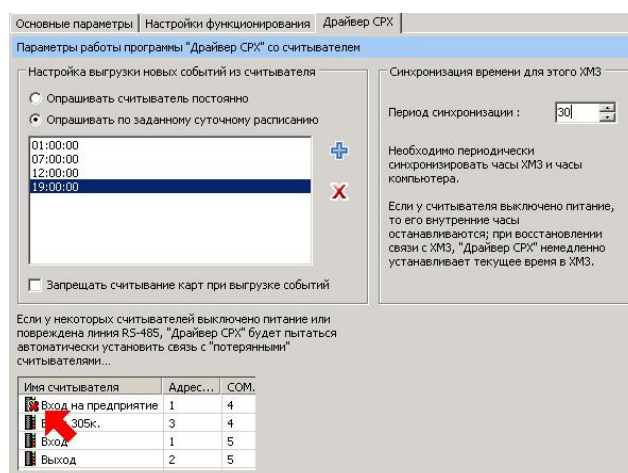 Основные параметры
Настройки функционирования
Драйвер СРХ
Параметры работы программы "Драйвер СРХ" со считывателем
Настройка выгрузки новых событий из считывателя
Опрашивать считыватель постоянно
Опрашивать по заданному суточному расписанию
01:00:00
07:00:00
12:00:00
19:00:00
Запрещать считывание карт при выгрузке событий
Синхронизация времени для этого ХМЗ
Период синхронизации :
30
Необходимо периодически
синхронизировать часы ХМЗ и часы
компьютера.
Если у считывателя выключено питание,
то его внутренние часы
останавливаются; при восстановлении
связи с ХМЗ, "Драйвер СРХ" немедленно
устанавливает текущее время в ХМЗ.
Если у некоторых считывателей выключено питание или
повреждена линия RS-485, "Драйвер СРХ" будет пытаться
автоматически установить связь с "потерянными"
считывателями...
Имя считывателя Адрес... COM.
Вход на предприятие 1 4
305к. 3 4
Вход 1 5
Выход 2 5